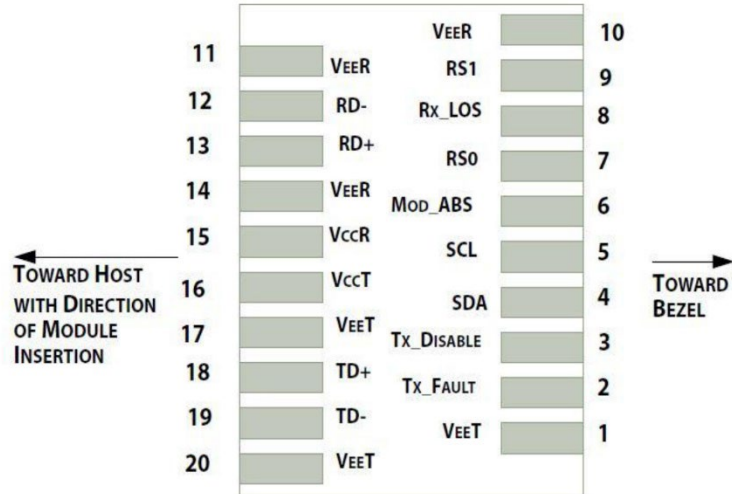 11 VEER
12 RD-
13 RD+
14 VEER
15 VCCR
16 VCCT
17 VEET
18 TD+
19 TD-
20 VEET
VEER 10
RS1 9
RX_LOS 8
RS0 7
MOD_ABS 6
SCL 5
SDA 4
TX_DISABLE 3
TX_FAULT 2
VEET 1
TOWARD HOST
WITH DIRECTION
OF MODULE
INSERTION
TOWARD
BEZEL